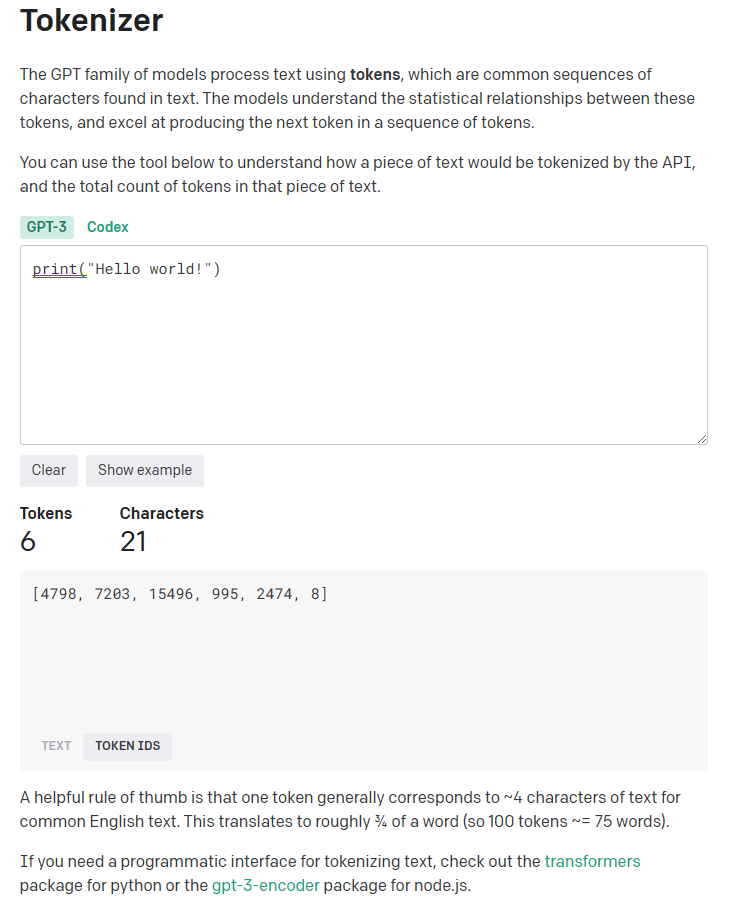 Tokenizer
The GPT family of models process text using tokens, which are common sequences of
characters found in text. The models understand the statistical relationships between these
tokens, and excel at producing the next token in a sequence of tokens.
You can use the tool below to understand how a piece of text would be tokenized by the API,
and the total count of tokens in that piece of text.
GPT-3 Codex
print("Hello world!")
Clear Show example
Tokens Characters
6 21
[4798, 7203, 15496, 995, 2474, 8]
TEXT TOKEN IDS
A helpful rule of thumb is that one token generally corresponds to ~4 characters of text for
common English text. This translates to roughly ¾ of a word (so 100 tokens ~= 75 words).
If you need a programmatic interface for tokenizing text, check out the transformers
package for python or the gpt-3-encoder package for node.js.